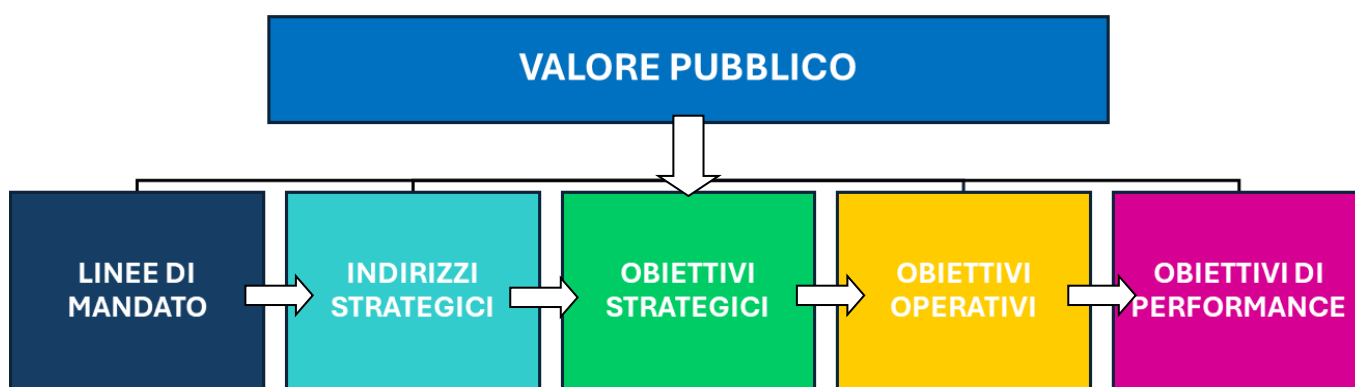 VALORE PUBBLICO
LINEE DI
MANDATO
INDIRIZZI
STRATEGICI
OBIETTIVI
STRATEGICI
OBIETTIVI
OPERATIVI
OBIETTIVI DI
PERFORMANCE